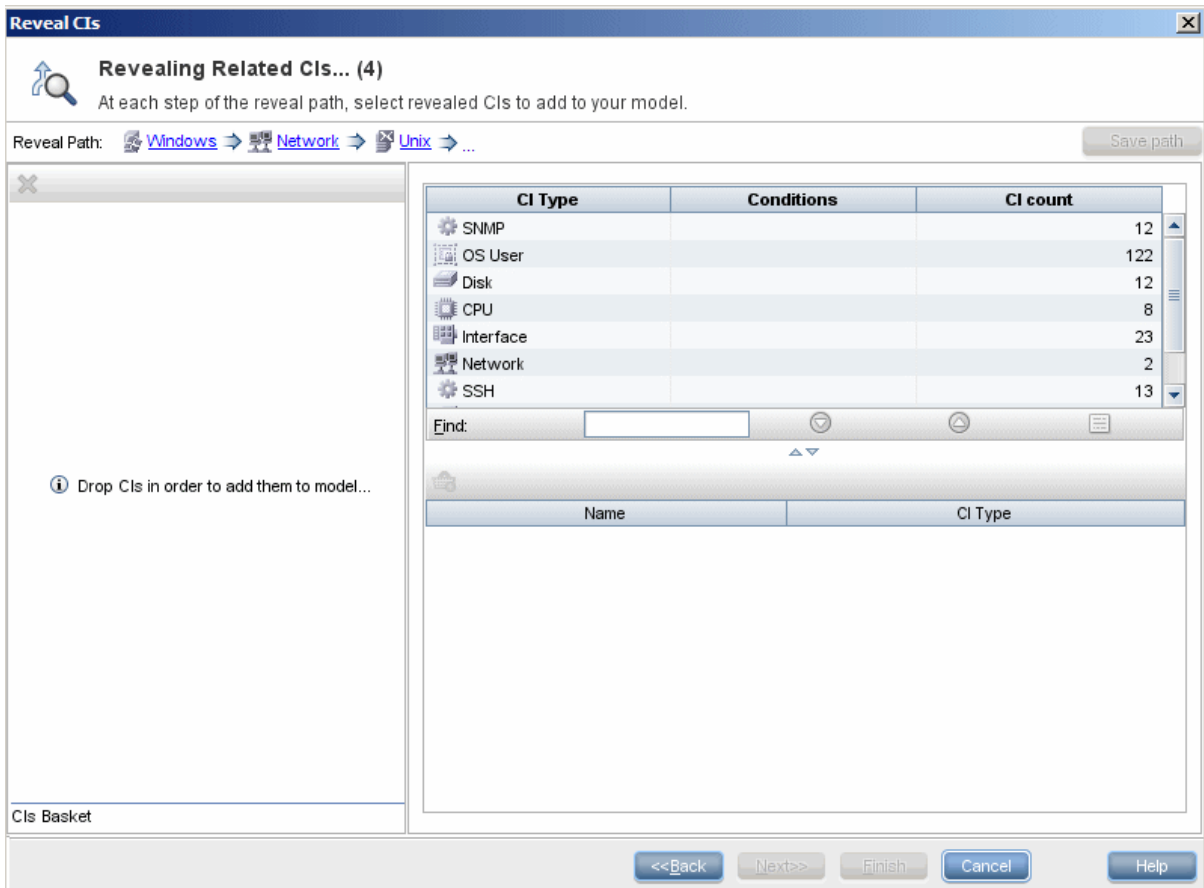 Reveal CIs
Revealing Related CIs... (4)
At each step of the reveal path, select revealed CIs to add to your model.
Reveal Path: Windows Network Unix ...
Save path
CI Type Conditions CI count
SNMP 12
OS User 122
Disk 12
CPU 8
Interface 23
Network 2
SSH 13
Find:
Drop CIs in order to add them to model...
Name CI Type
CIs Basket
<<Back Next>> Finish Cancel Help